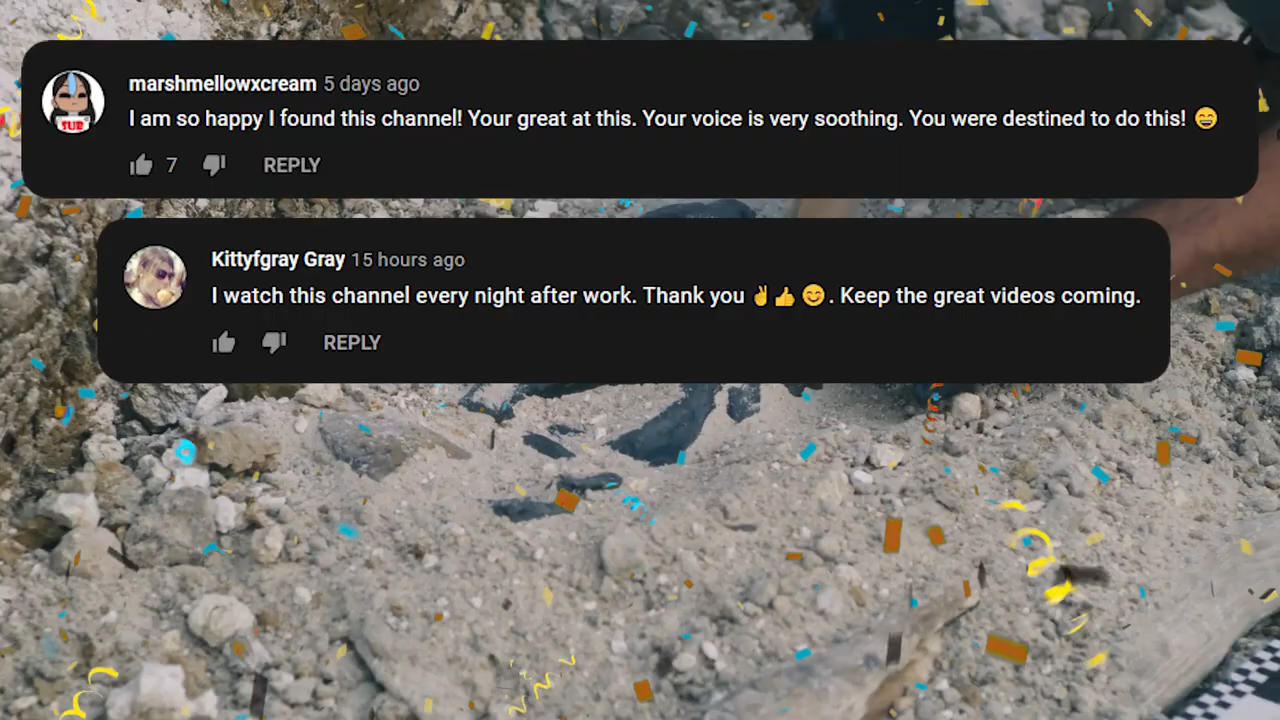 marshmellowxcream 5 days ago
I am so happy I found this channel! Your great at this. Your voice is very soothing. You were destined to do this! 😄
SUB
7 REPLY
Kittyfgray Gray 15 hours ago
I watch this channel every night after work. Thank you ✌👍😊. Keep the great videos coming.
REPLY